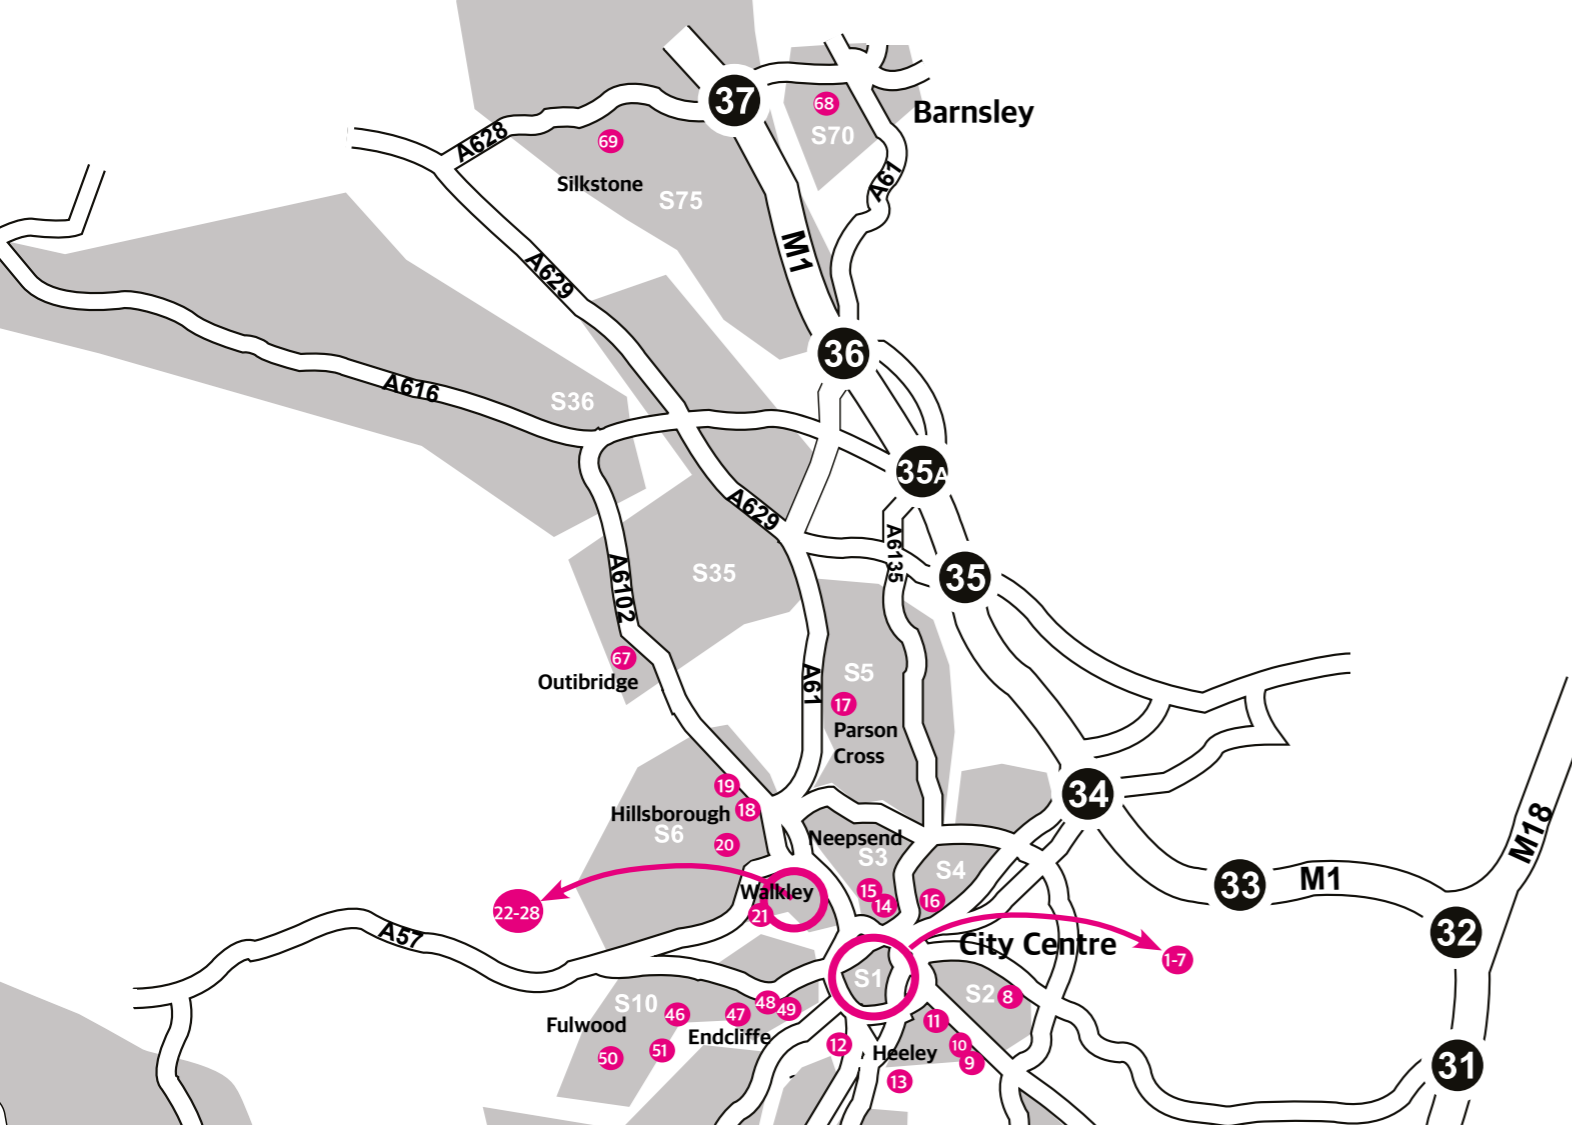 37
68
Barnsley
S70
A628
69
Silkstone
S75
A61
M1
A629
36
A616
S36
35A
A629
A6135
S35
35
A6102
67
Outibridge
A61
S5
17
Parson
Cross
19
18
Hillsborough
S6
20
34
Neepsend
S3
S4
M18
Walkley
15
14
16
21
22-28
33
M1
32
A57
City Centre
1-7
S1
S2
8
S10
46
47
48
49
Fulwood
Endcliffe
50
51
11
12
10
9
Heeley
13
31